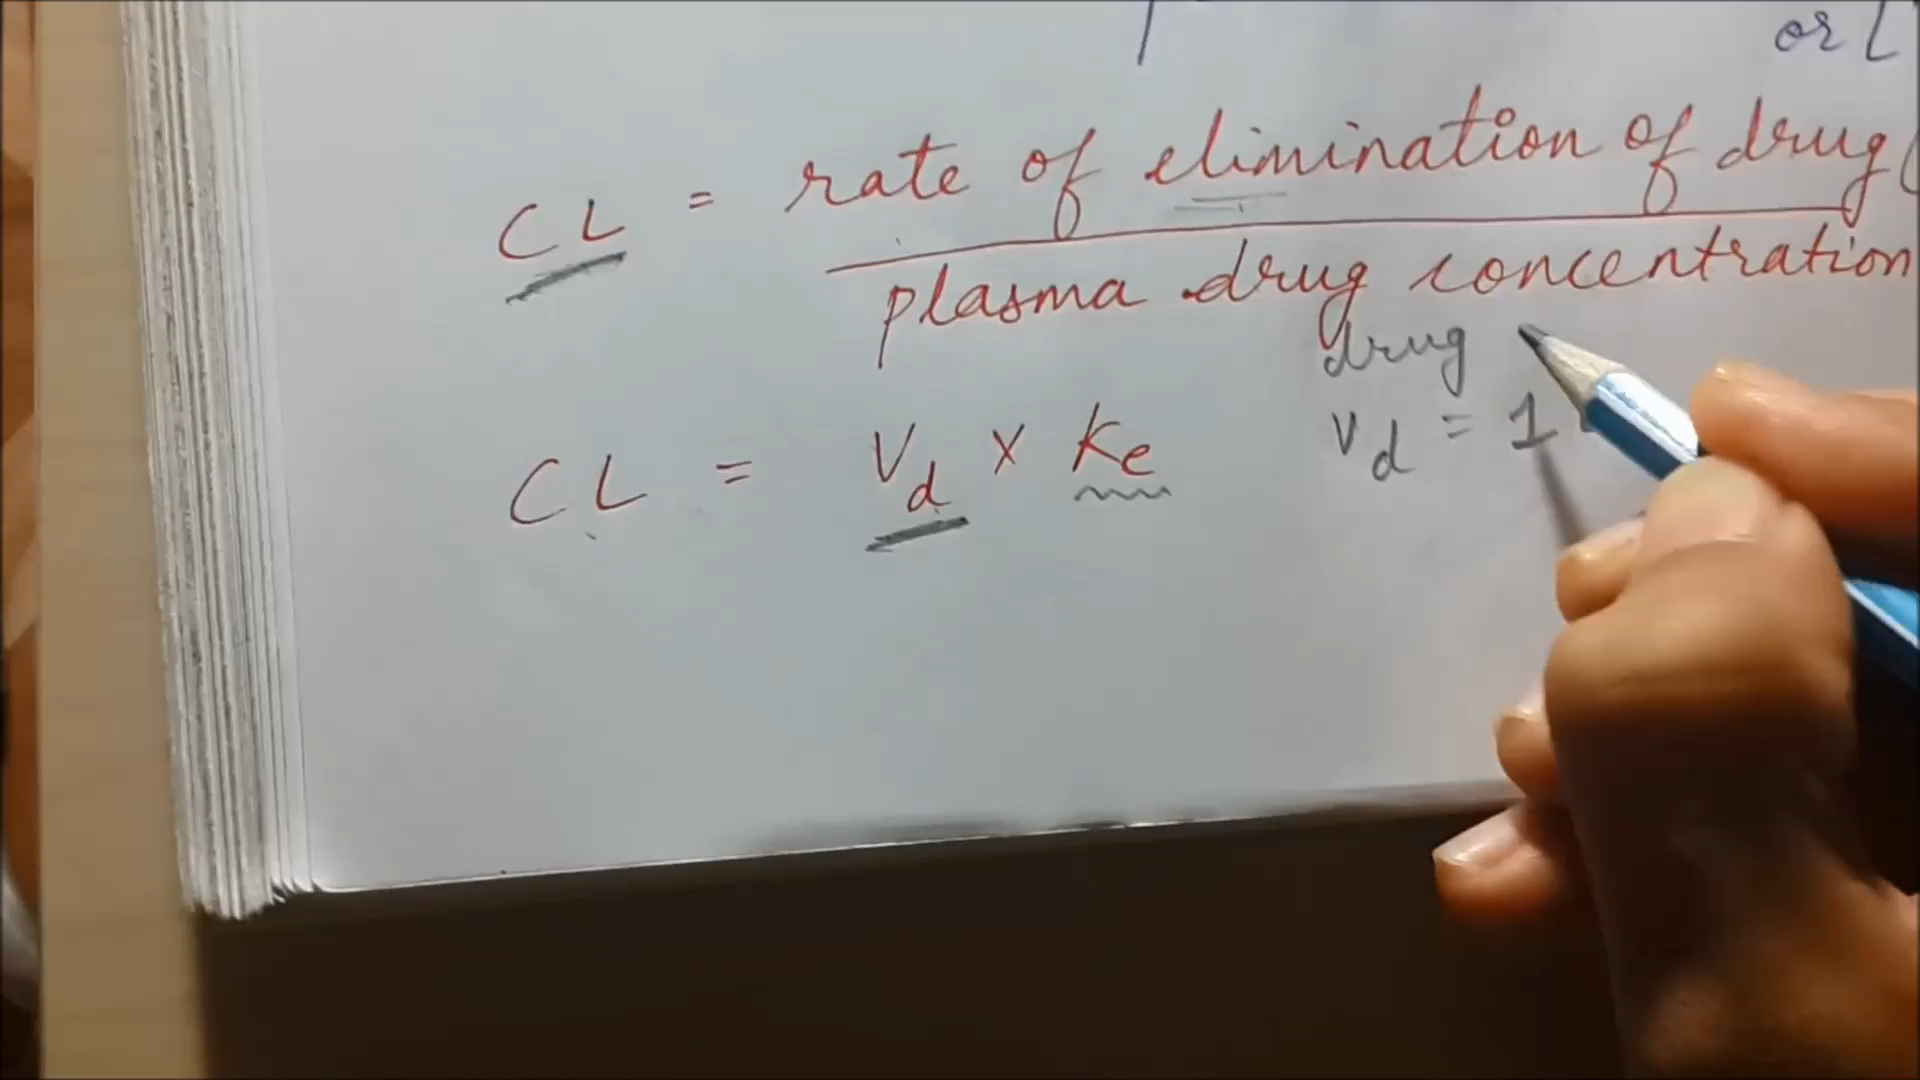 or
CL = rate of elimination of drug
plasma drug concentration
drug
CL = Vd x Ke
Vd = 1